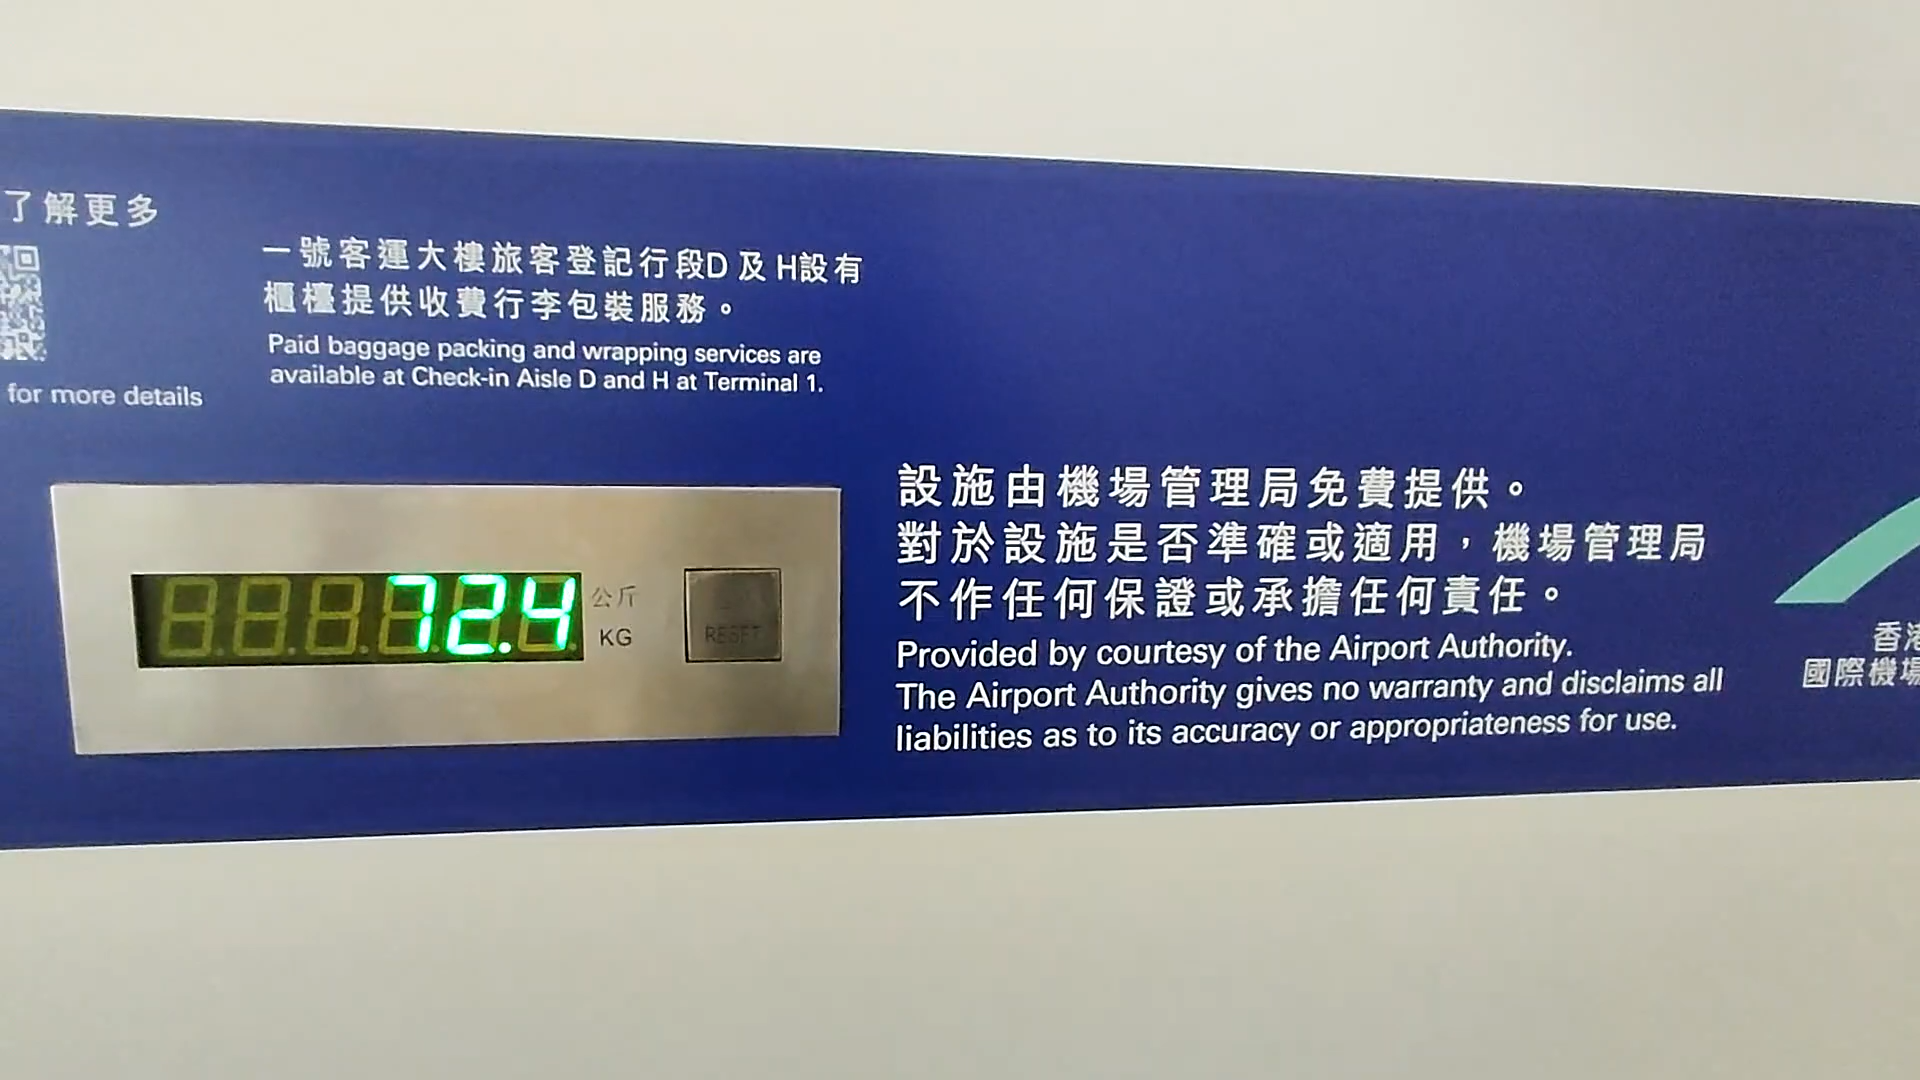 了解更多
for more details
一號客運大樓旅客登記行段D 及 H設有
櫃檯提供收費行李包裝服務。
Paid baggage packing and wrapping services are
available at Check-in Aisle D and H at Terminal 1.
72.4
公斤
KG
RESET
設施由機場管理局免費提供。
對於設施是否準確或適用，機場管理局
不作任何保證或承擔任何責任。
Provided by courtesy of the Airport Authority.
The Airport Authority gives no warranty and disclaims all
liabilities as to its accuracy or appropriateness for use.
香港
國際機場